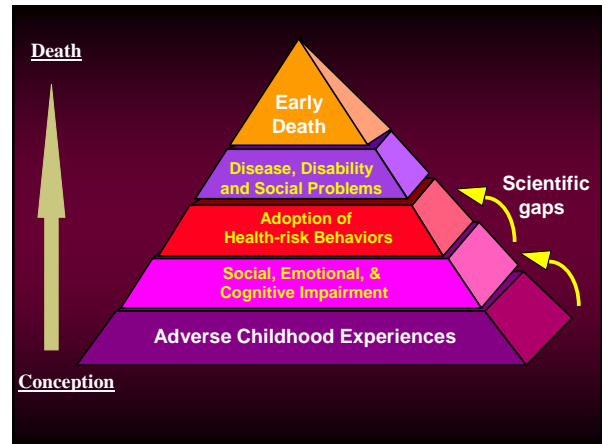 Death
Early
Death
Disease, Disability
and Social Problems
Scientific
gaps
Adoption of
Health-risk Behaviors
Social, Emotional, &
Cognitive Impairment
Adverse Childhood Experiences
Conception